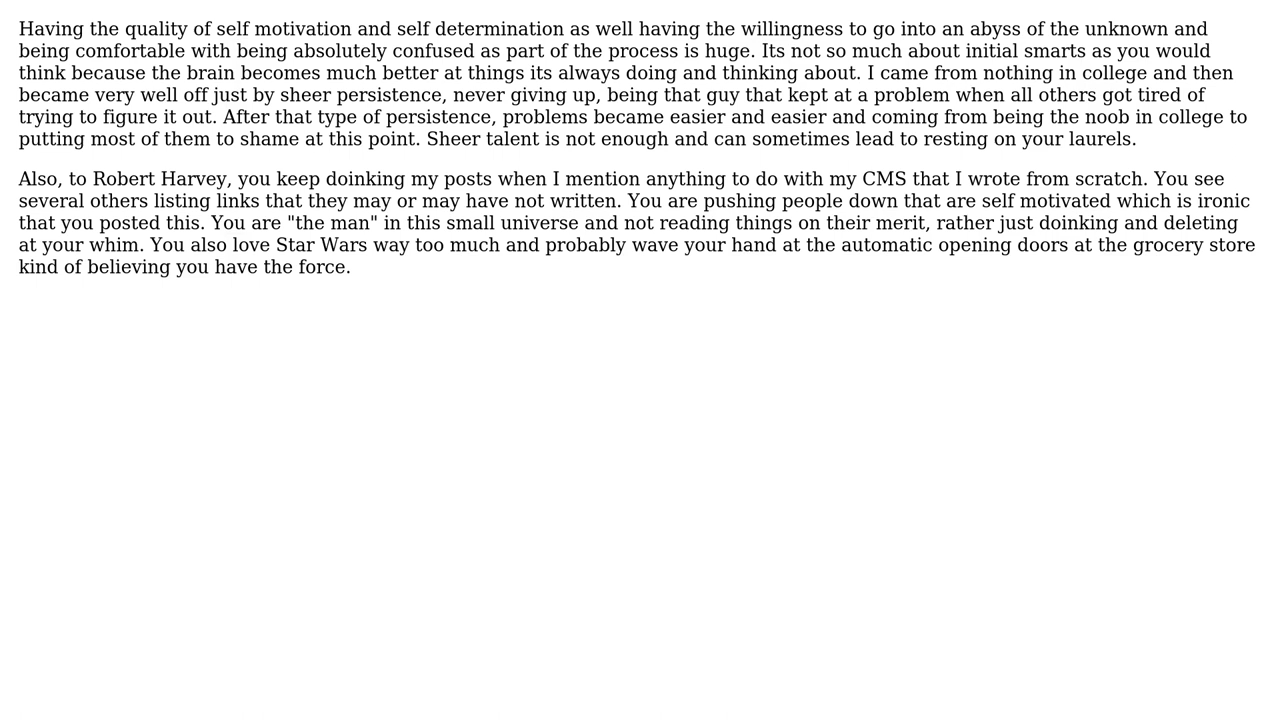 Having the quality of self motivation and self determination as well having the willingness to go into an abyss of the unknown and
being comfortable with being absolutely confused as part of the process is huge. Its not so much about initial smarts as you would
think because the brain becomes much better at things its always doing and thinking about. I came from nothing in college and then
became very well off just by sheer persistence, never giving up, being that guy that kept at a problem when all others got tired of
trying to figure it out. After that type of persistence, problems became easier and easier and coming from being the noob in college to
putting most of them to shame at this point. Sheer talent is not enough and can sometimes lead to resting on your laurels.
Also, to Robert Harvey, you keep doinking my posts when I mention anything to do with my CMS that I wrote from scratch. You see
several others listing links that they may or may have not written. You are pushing people down that are self motivated which is ironic
that you posted this. You are "the man" in this small universe and not reading things on their merit, rather just doinking and deleting
at your whim. You also love Star Wars way too much and probably wave your hand at the automatic opening doors at the grocery store
kind of believing you have the force.